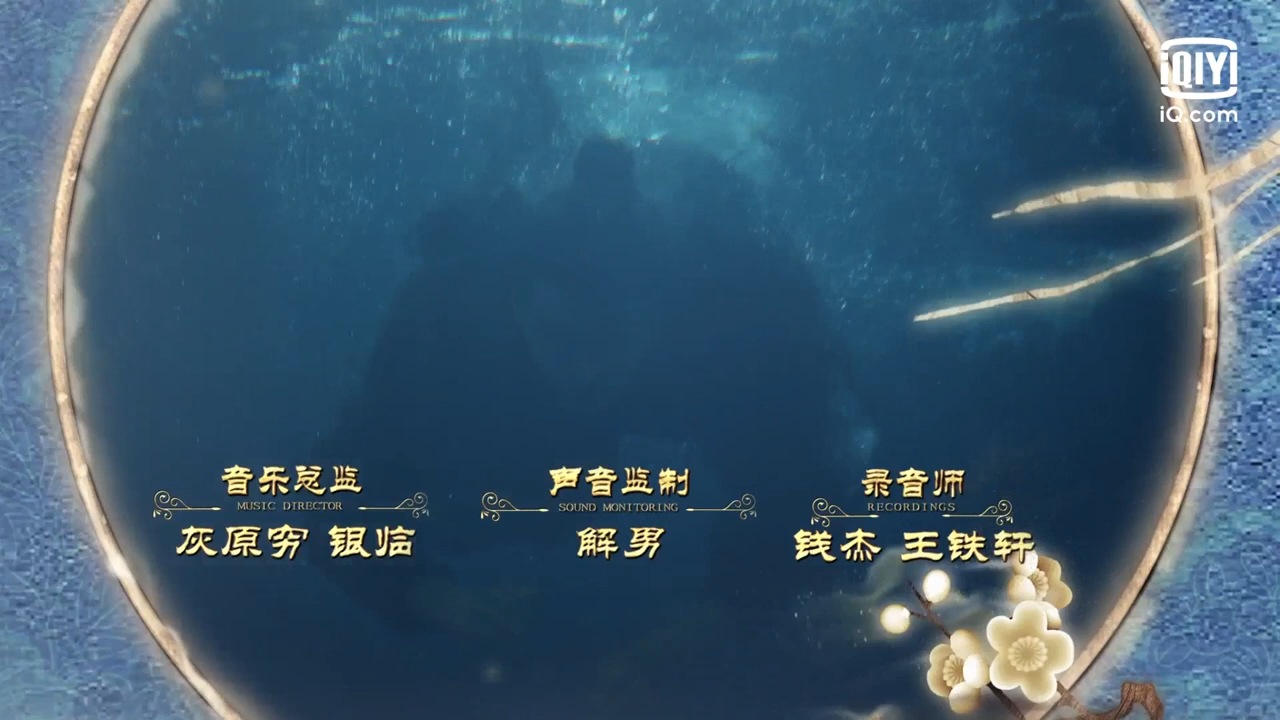 iQIYI
iQ.com
音乐总监
MUSIC DIRECTOR
灰原穷 银临
声音监制
SOUND MONITORING
解男
录音师
RECORDINGS
钱杰 王铁轩